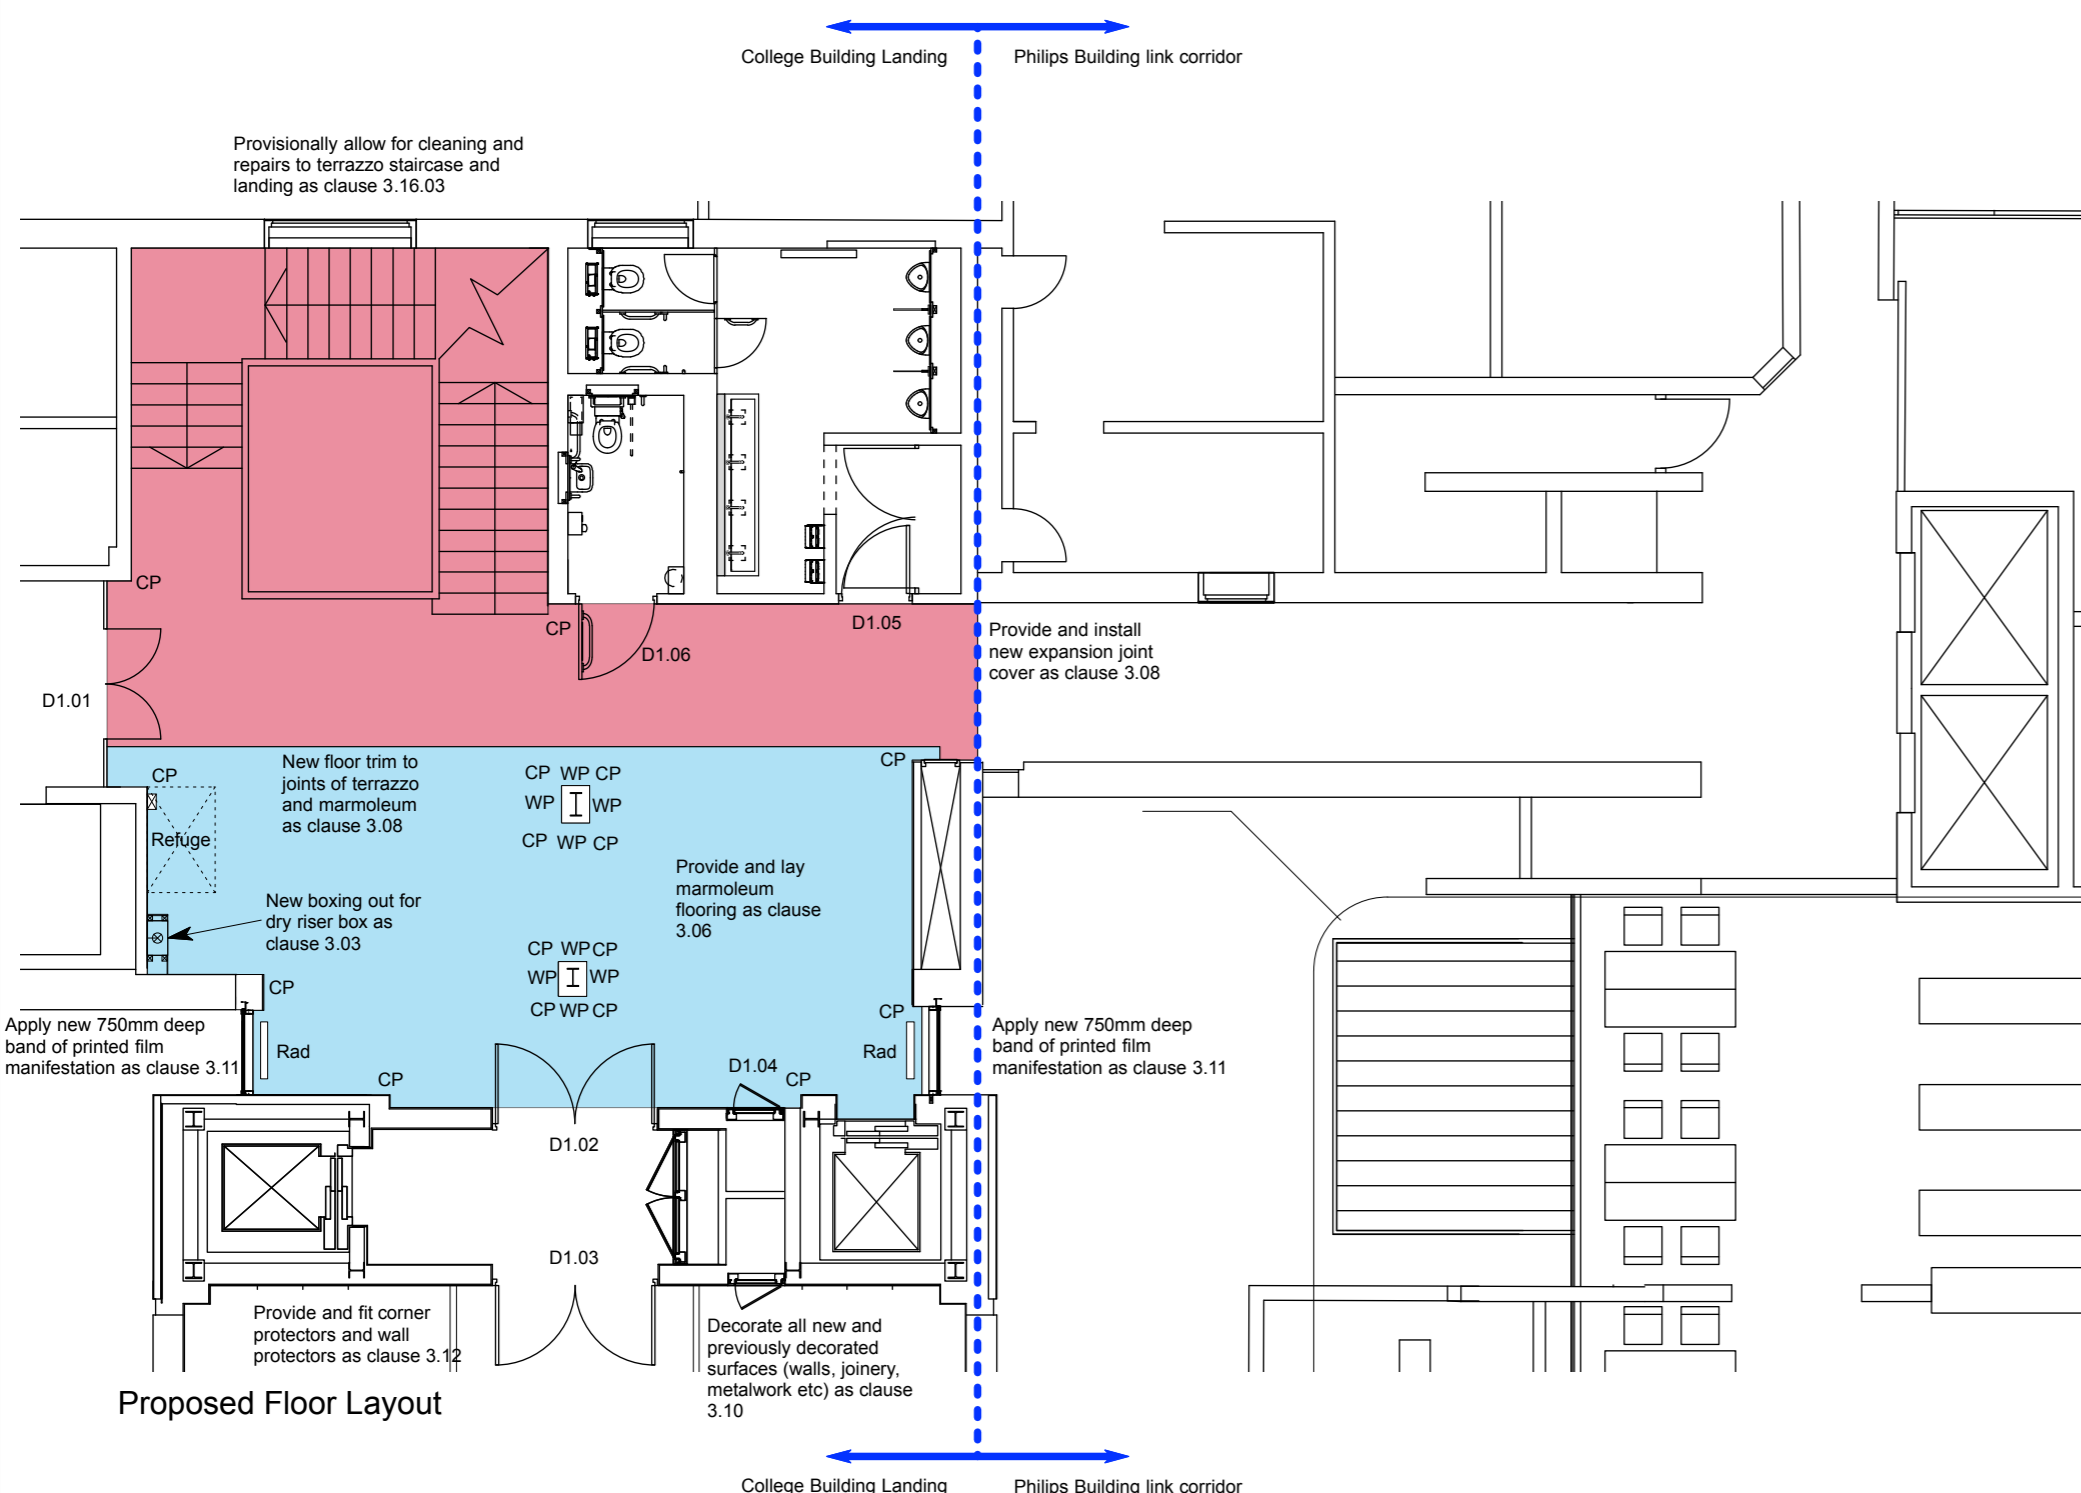 College Building Landing
Philips Building link corridor
Provisionally allow for cleaning and
repairs to terrazzo staircase and
landing as clause 3.16.03
CP
CP
D1.06
D1.05
D1.01
Provide and install
new expansion joint
cover as clause 3.08
CP
Refuge
New floor trim to
joints of terrazzo
and marmoleum
as clause 3.08
CP WP CP
WP
WP
CP WP CP
CP
Provide and lay
marmoleum
flooring as clause
3.06
New boxing out for
dry riser box as
clause 3.03
CP WP CP
WP
WP
CP WP CP
CP
CP
Apply new 750mm deep
band of printed film
manifestation as clause 3.11
Rad
CP
D1.04
CP
Rad
Apply new 750mm deep
band of printed film
manifestation as clause 3.11
D1.02
D1.03
Provide and fit corner
protectors and wall
protectors as clause 3.12
Decorate all new and
previously decorated
surfaces (walls, joinery,
metalwork etc) as clause
3.10
Proposed Floor Layout
College Building Landing
Philips Building link corridor